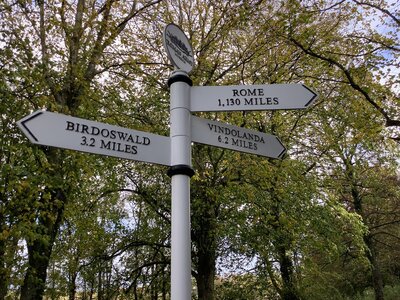 ROME
1,130 MILES
BIRDOSWALD
3.2 MILES
VINDOLANDA
6.2 MILES